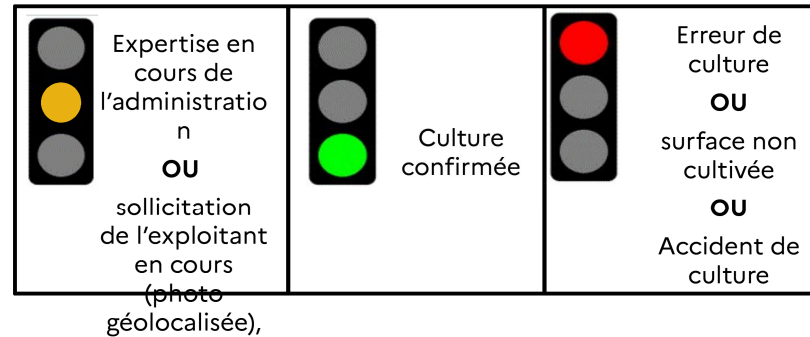 Expertise en
cours de
l'administratio
n
OU
sollicitation
de l'exploitant
en cours
(photo
géolocalisée),
Culture
confirmée
Erreur de
culture
OU
surface non
cultivée
OU
Accident de
culture